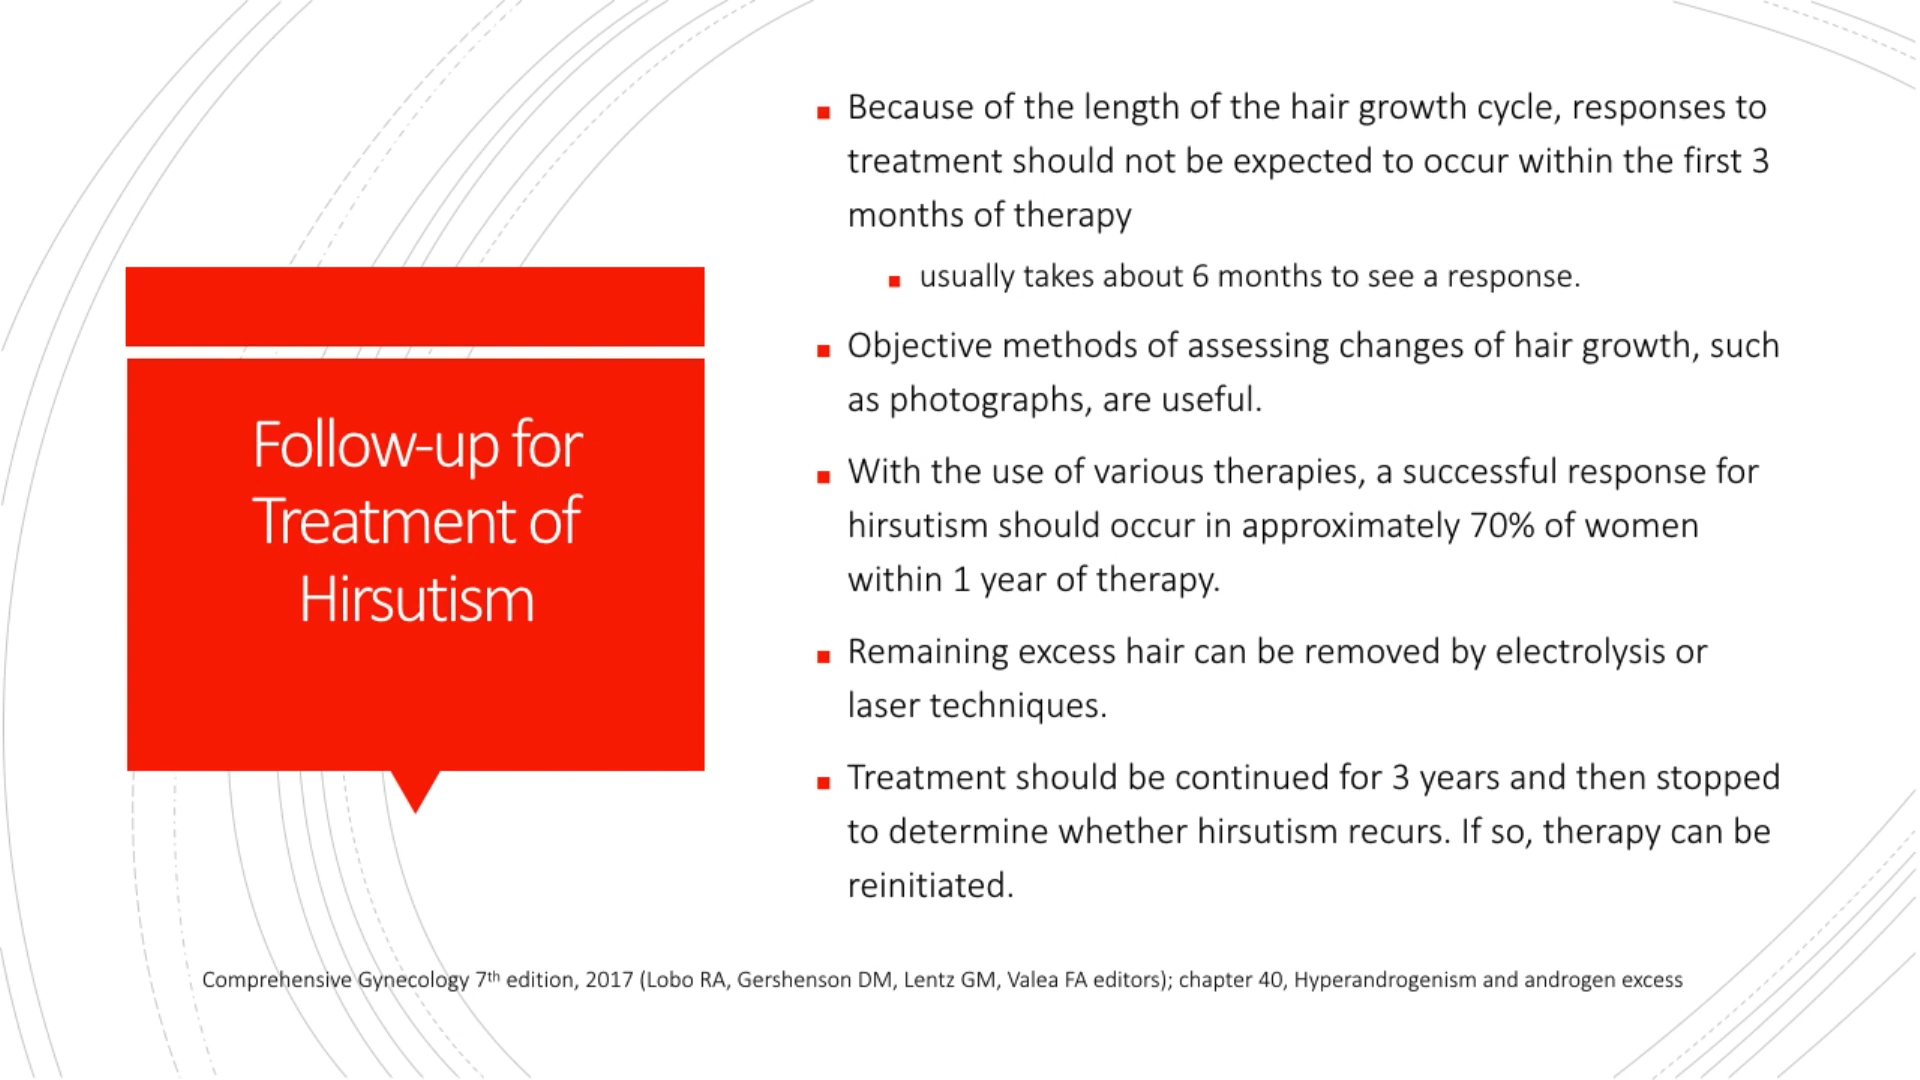 Follow-up for
Treatment of
Hirsutism
Because of the length of the hair growth cycle, responses to
treatment should not be expected to occur within the first 3
months of therapy
usually takes about 6 months to see a response.
Objective methods of assessing changes of hair growth, such
as photographs, are useful.
With the use of various therapies, a successful response for
hirsutism should occur in approximately 70% of women
within 1 year of therapy.
Remaining excess hair can be removed by electrolysis or
laser techniques.
Treatment should be continued for 3 years and then stopped
to determine whether hirsutism recurs. If so, therapy can be
reinitiated.
Comprehensive Gynecology 7th edition, 2017 (Lobo RA, Gershenson DM, Lentz GM, Valea FA editors); chapter 40, Hyperandrogenism and androgen excess